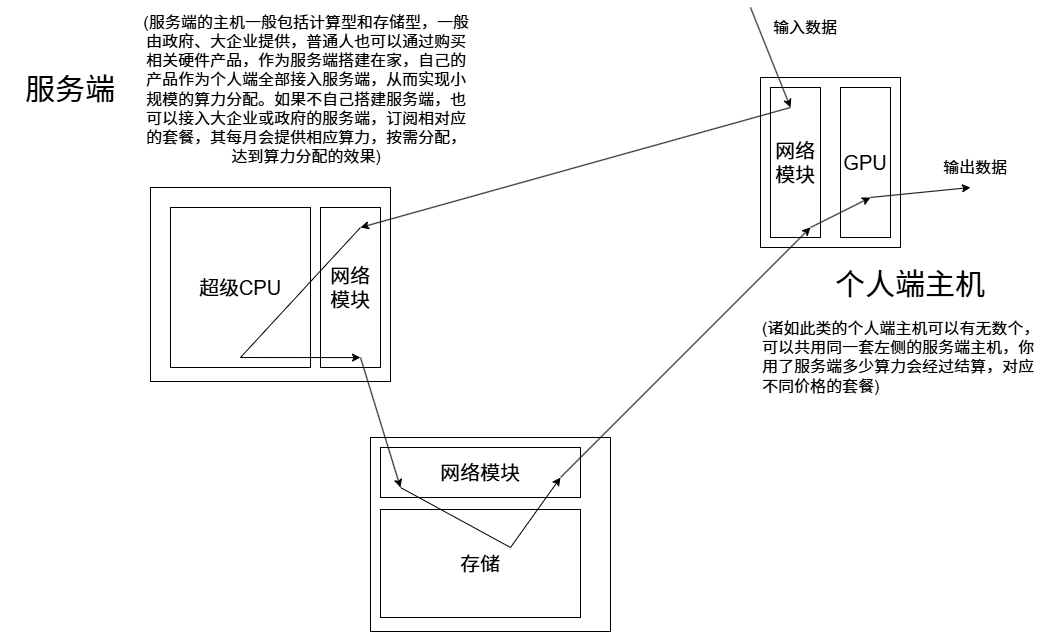 服务端
(服务端的主机一般包括计算型和存储型，一般
由政府、大企业提供，普通人也可以通过购买
相关硬件产品，作为服务端搭建在家，自己的
产品作为个人端全部接入服务端，从而实现小
规模的算力分配。如果不自己搭建服务端，也
可以接入大企业或政府的服务端，订阅相对应
的套餐，其每月会提供相应算力，按需分配，
达到算力分配的效果)
输入数据
网络
模块
GPU
输出数据
个人端主机
(诸如此类的个人端主机可以有无数个，
可以共用同一套左侧的服务端主机，你
用了服务端多少算力会经过结算，对应
不同价格的套餐)
超级CPU
网络
模块
网络模块
存储